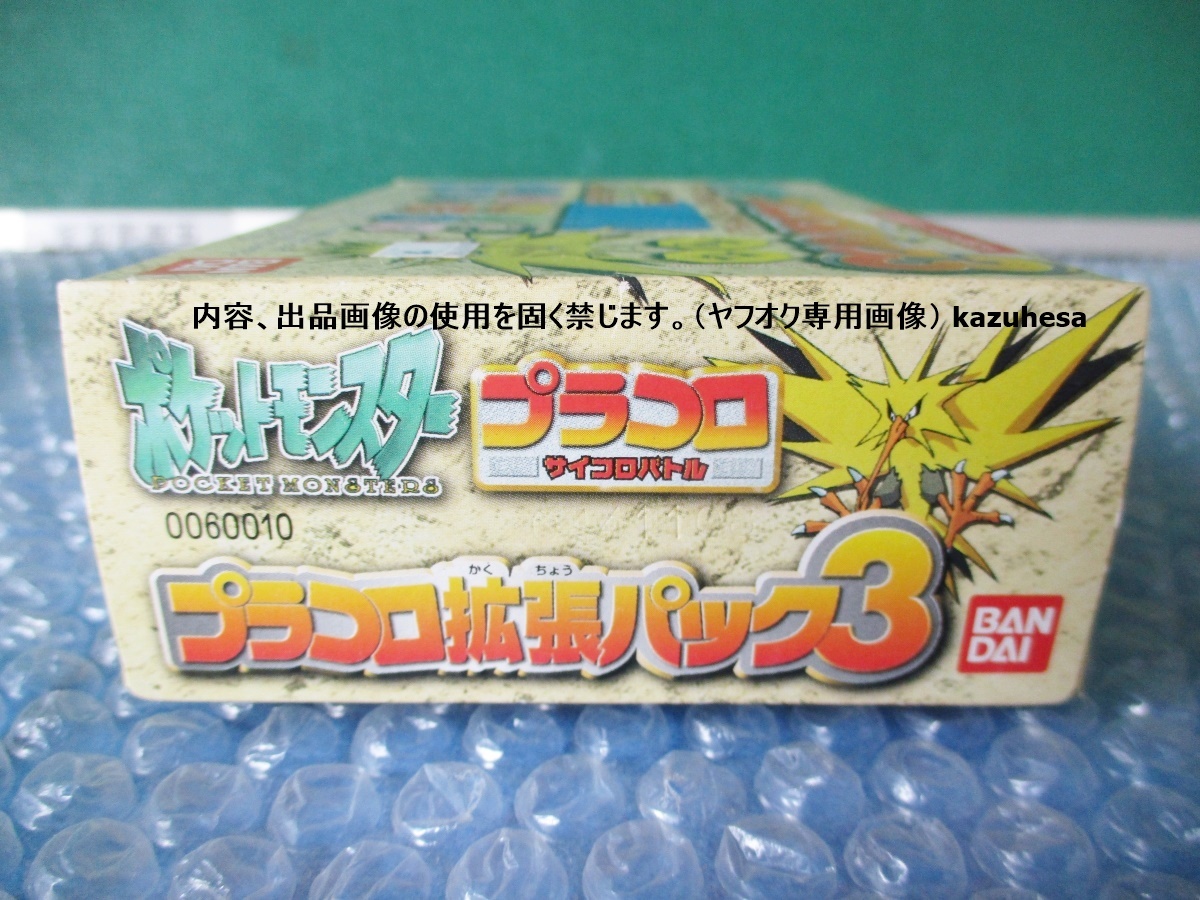 内容、出品画像の使用を固く禁じます。（ヤフオク専用画像） kazuhesa
ポケットモンスター
POCKET MONSTERS
プラコロ
サイコロバトル
0060010
かく ちょう
プラコロ拡張パック3
BAN
DAI